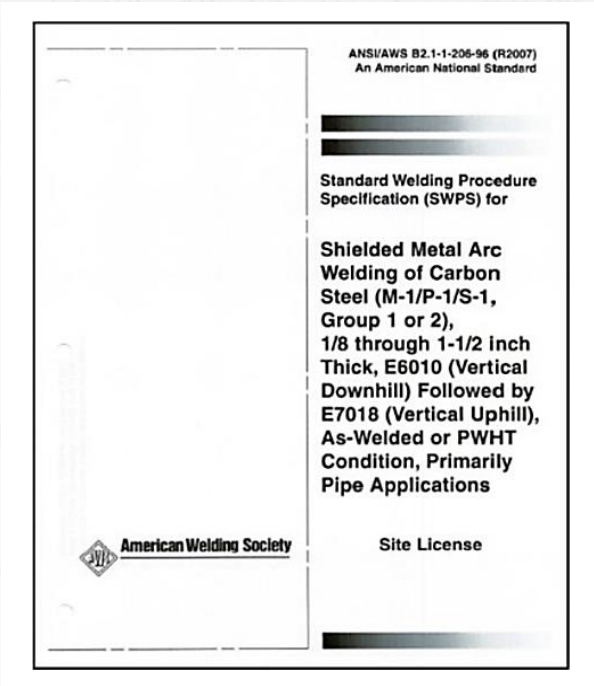 ANSI/AWS B2.1-1-206-96 (R2007)
An American National Standard
Standard Welding Procedure
Specification (SWPS) for
Shielded Metal Arc
Welding of Carbon
Steel (M-1/P-1/S-1,
Group 1 or 2),
1/8 through 1-1/2 inch
Thick, E6010 (Vertical
Downhill) Followed by
E7018 (Vertical Uphill),
As-Welded or PWHT
Condition, Primarily
Pipe Applications
American Welding Society
Site License